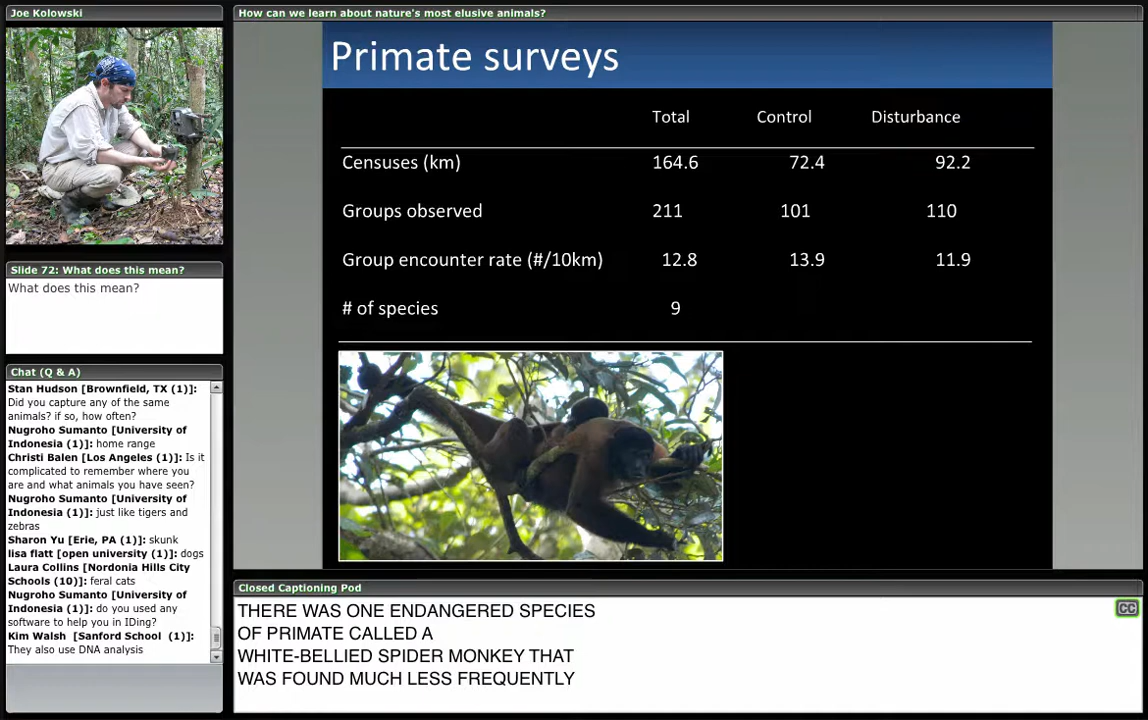 Joe Kolowski
How can we learn about nature's most elusive animals?
Primate surveys
Total Control Disturbance
Censuses (km) 164.6 72.4 92.2
Groups observed 211 101 110
Group encounter rate (#/10km) 12.8 13.9 11.9
# of species 9
Slide 72: What does this mean?
What does this mean?
Chat (Q & A)
Stan Hudson [Brownfield, TX (1)]:
Did you capture any of the same
animals? if so, how often?
Nugroho Sumanto [University of
Indonesia (1)]: home range
Christi Balen [Los Angeles (1)]: Is it
complicated to remember where you
are and what animals you have seen?
Nugroho Sumanto [University of
Indonesia (1)]: just like tigers and
zebras
Sharon Yu [Erie, PA (1)]: skunk
lisa flatt [open university (1)]: dogs
Laura Collins [Nordonia Hills City
Schools (10)]: feral cats
Nugroho Sumanto [University of
Indonesia (1)]: do you used any
software to help you in IDing?
Kim Walsh [Sanford School (1)]:
They also use DNA analysis
Closed Captioning Pod
CC
THERE WAS ONE ENDANGERED SPECIES
OF PRIMATE CALLED A
WHITE-BELLIED SPIDER MONKEY THAT
WAS FOUND MUCH LESS FREQUENTLY